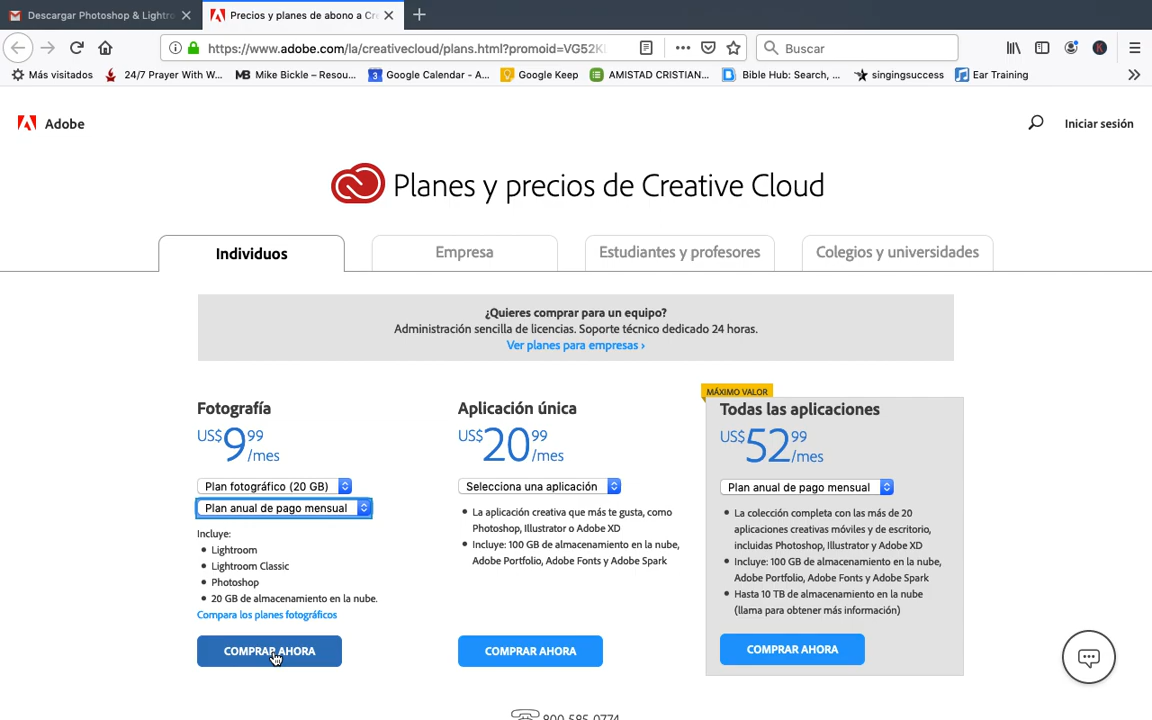 Descargar Photoshop & Lightro
Precios y planes de abono a Cr
https://www.adobe.com/la/creativecloud/plans.html?promoid=VG52K
Buscar
Más visitados
24/7 Prayer With W...
MB Mike Bickle – Resou...
3 Google Calendar - A...
Google Keep
AMISTAD CRISTIAN...
Bible Hub: Search, ...
singingsuccess
Ear Training
Adobe
Iniciar sesión
Planes y precios de Creative Cloud
Individuos
Empresa
Estudiantes y profesores
Colegios y universidades
¿Quieres comprar para un equipo?
Administración sencilla de licencias. Soporte técnico dedicado 24 horas.
Ver planes para empresas ›
Fotografía
US$9 99 /mes
Plan fotográfico (20 GB)
Plan anual de pago mensual
Incluye:
• Lightroom
• Lightroom Classic
• Photoshop
• 20 GB de almacenamiento en la nube.
Compara los planes fotográficos
COMPRAR AHORA
Aplicación única
US$20 99 /mes
Selecciona una aplicación
• La aplicación creativa que más te gusta, como
Photoshop, Illustrator o Adobe XD
• Incluye: 100 GB de almacenamiento en la nube,
Adobe Portfolio, Adobe Fonts y Adobe Spark
COMPRAR AHORA
MÁXIMO VALOR
Todas las aplicaciones
US$52 99 /mes
Plan anual de pago mensual
• La colección completa con las más de 20
aplicaciones creativas móviles y de escritorio,
incluidas Photoshop, Illustrator y Adobe XD
• Incluye: 100 GB de almacenamiento en la nube,
Adobe Portfolio, Adobe Fonts y Adobe Spark
• Hasta 10 TB de almacenamiento en la nube
(llama para obtener más información)
COMPRAR AHORA
800-585-0774